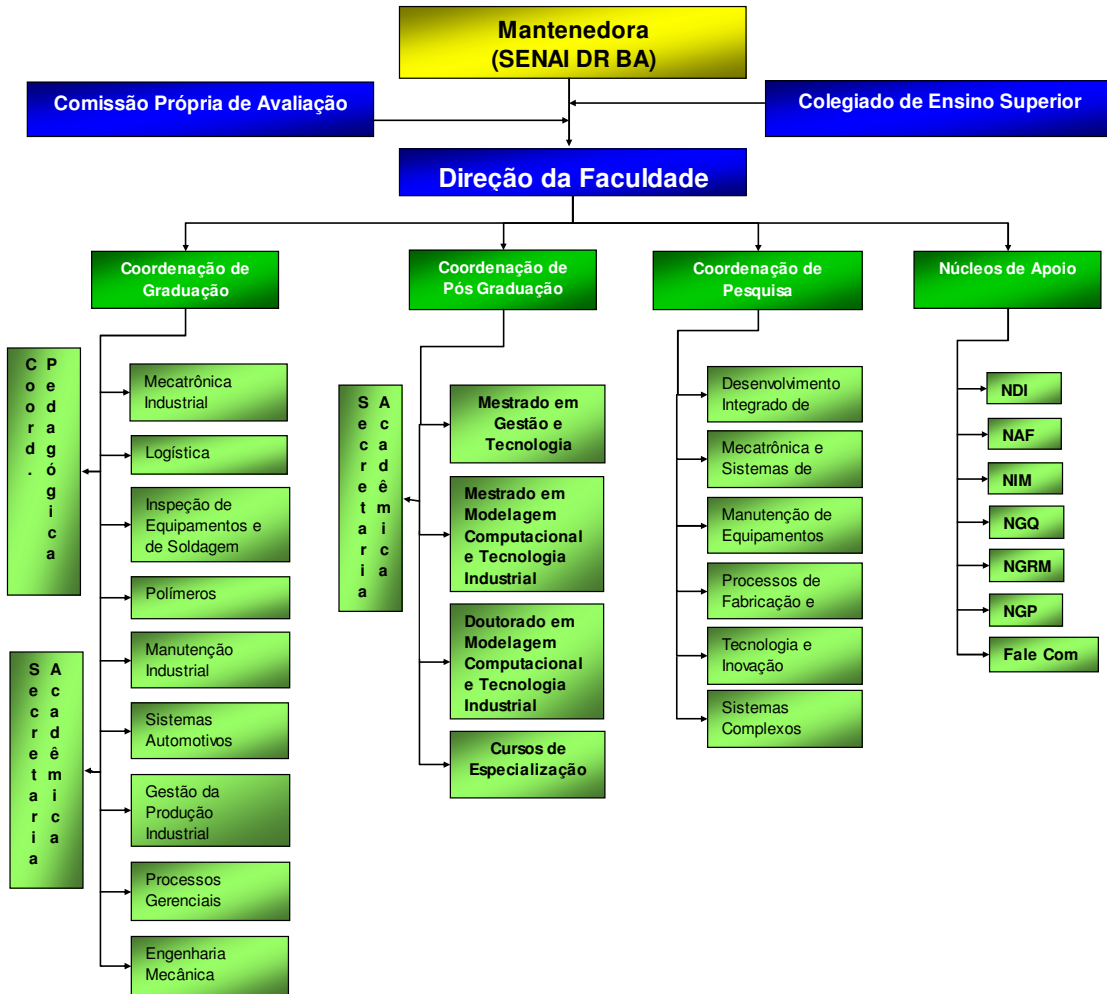 Mantenedora
(SENAI DR BA)
Comissão Própria de Avaliação
Colegiado de Ensino Superior
Direção da Faculdade
Coordenação de
Graduação
Coordenação de
Pós Graduação
Coordenação de
Pesquisa
Núcleos de Apoio
Coord.
Pedagógica
Secretaria
Acadêmica
Mecatrônica
Industrial
Logística
Inspeção de
Equipamentos e
de Soldagem
Polímeros
Manutenção
Industrial
Sistemas
Automotivos
Gestão da
Produção
Industrial
Processos
Gerenciais
Engenharia
Mecânica
Secretaria
Acadêmica
Mestrado em
Gestão e
Tecnologia
Mestrado em
Modelagem
Computacional
e Tecnologia
Industrial
Doutorado em
Modelagem
Computacional
e Tecnologia
Industrial
Cursos de
Especialização
Desenvolvimento
Integrado de
Mecatrônica e
Sistemas de
Manutenção de
Equipamentos
Processos de
Fabricação e
Tecnologia e
Inovação
Sistemas
Complexos
NDI
NAF
NIM
NGQ
NGRM
NGP
Fale Com